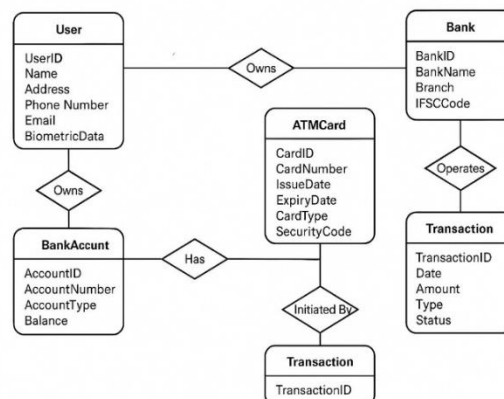 User
UserID
Name
Address
Phone Number
Email
BiometricData
Owns
Bank
BankID
BankName
Branch
IFSCCode
ATMCard
CardID
CardNumber
IssueDate
ExpiryDate
CardType
SecurityCode
Owns
Operates
BankAccunt
AccountID
AccountNumber
AccountType
Balance
Has
Initiated By
Transaction
TransactionID
Date
Amount
Type
Status
Transaction
TransactionID